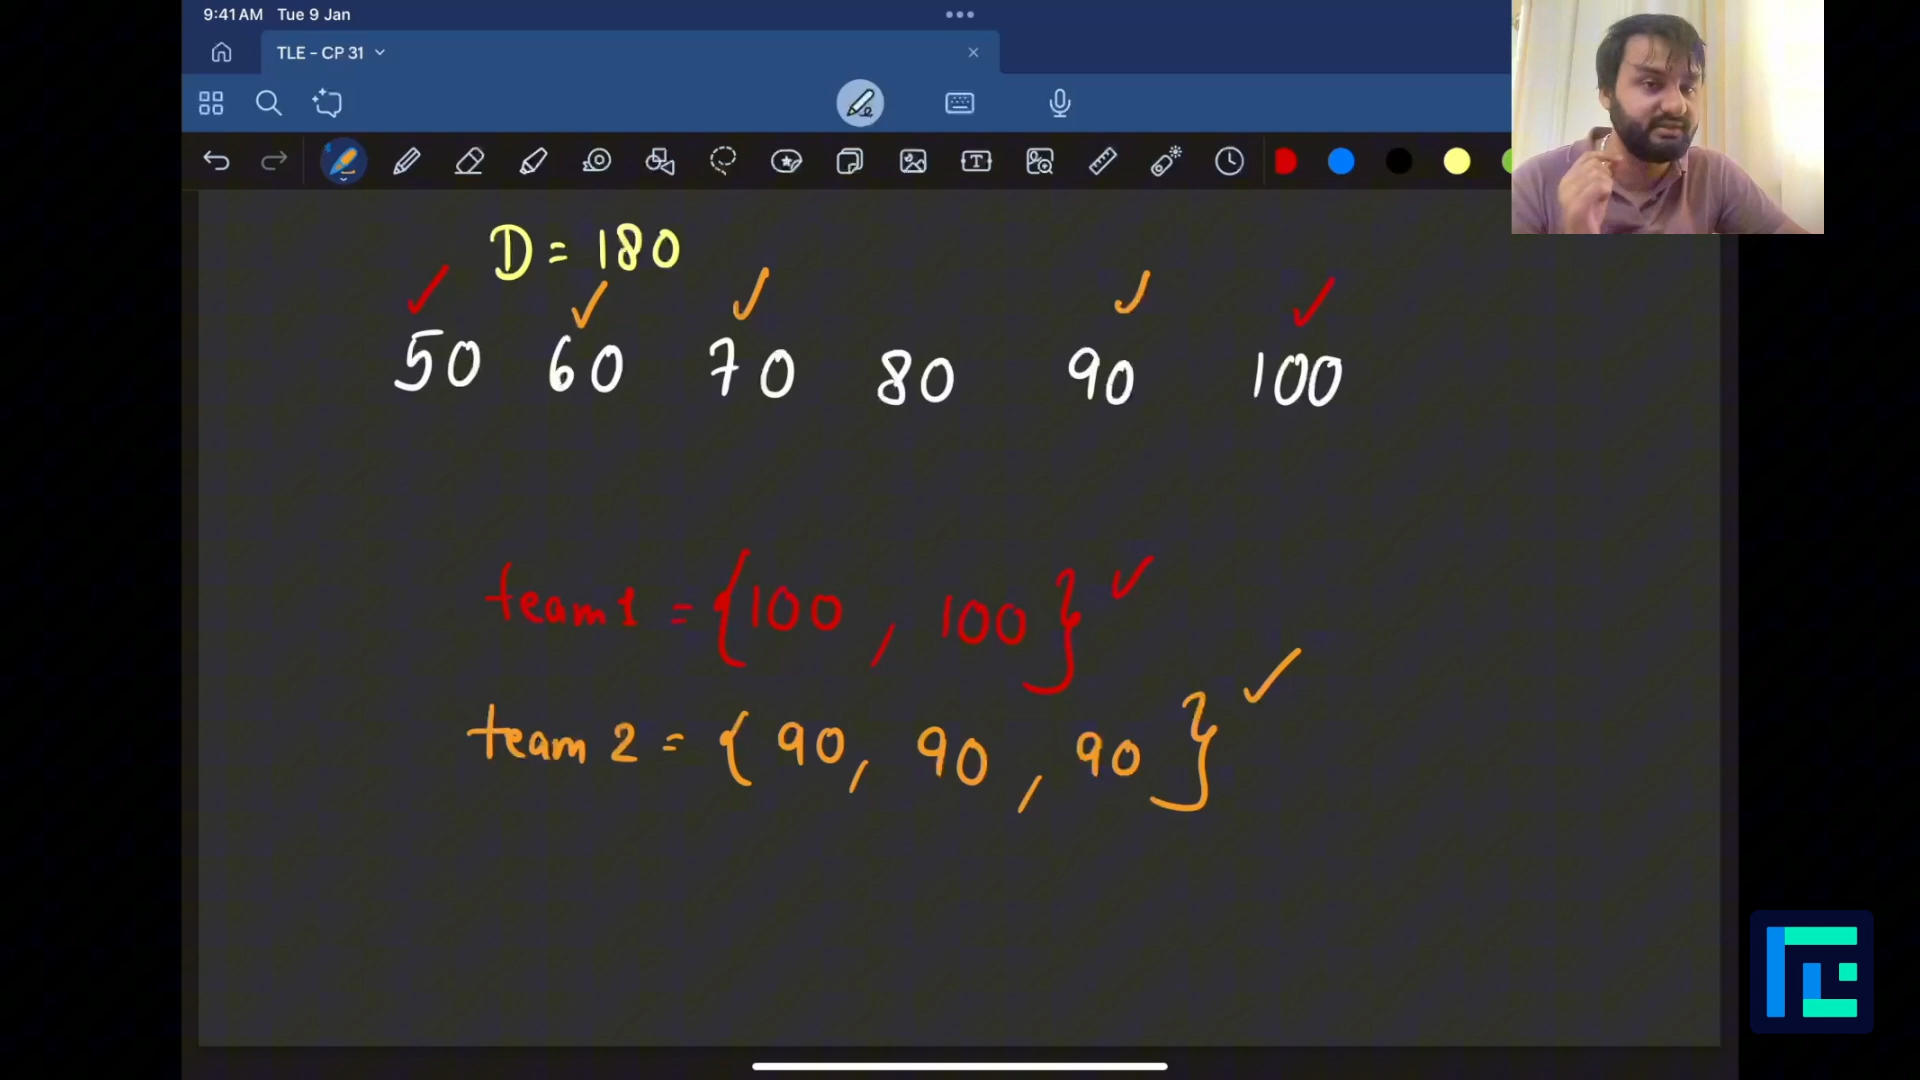 9:41 AM Tue 9 Jan
TLE - CP 31
D = 180
50 60 70 80 90 100
team 1 = {100, 100}
team 2 = {90, 90, 90}